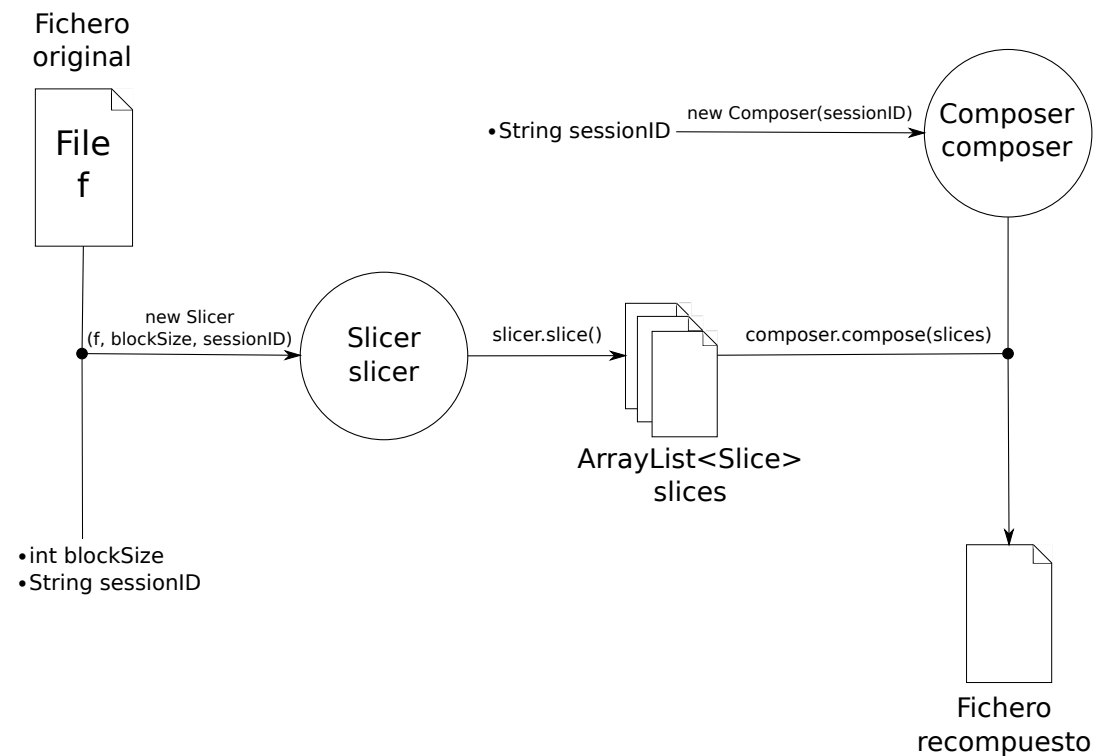 Fichero
original
File
f
•String sessionID
new Composer(sessionID)
Composer
composer
new Slicer
(f, blockSize, sessionID)
Slicer
slicer
slicer.slice()
composer.compose(slices)
ArrayList<Slice>
slices
•int blockSize
•String sessionID
Fichero
recompuesto